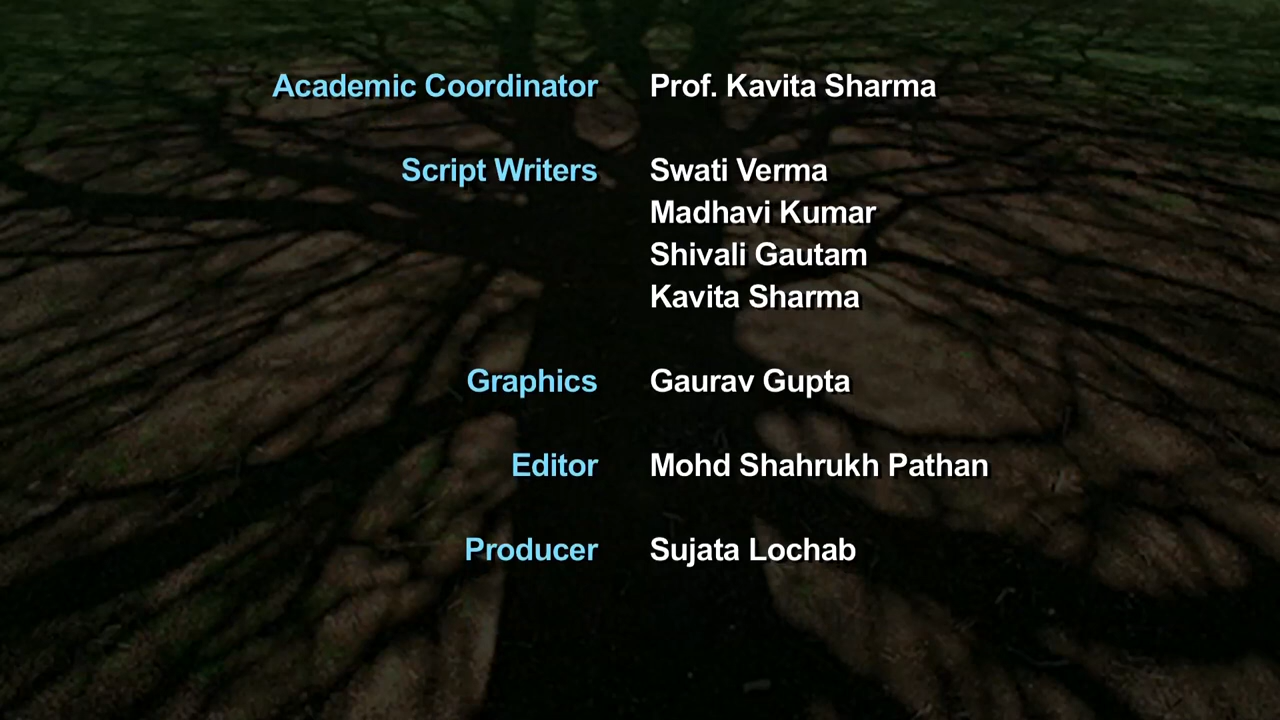 Academic Coordinator Prof. Kavita Sharma
Script Writers Swati Verma
Madhavi Kumar
Shivali Gautam
Kavita Sharma
Graphics Gaurav Gupta
Editor Mohd Shahrukh Pathan
Producer Sujata Lochab